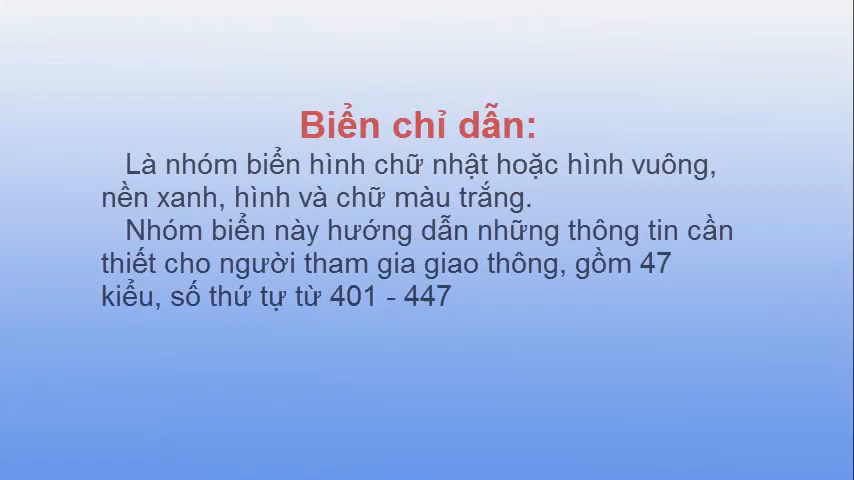 Biển chỉ dẫn:
Là nhóm biển hình chữ nhật hoặc hình vuông,
nền xanh, hình và chữ màu trắng.
Nhóm biển này hướng dẫn những thông tin cần
thiết cho người tham gia giao thông, gồm 47
kiểu, số thứ tự từ 401 - 447